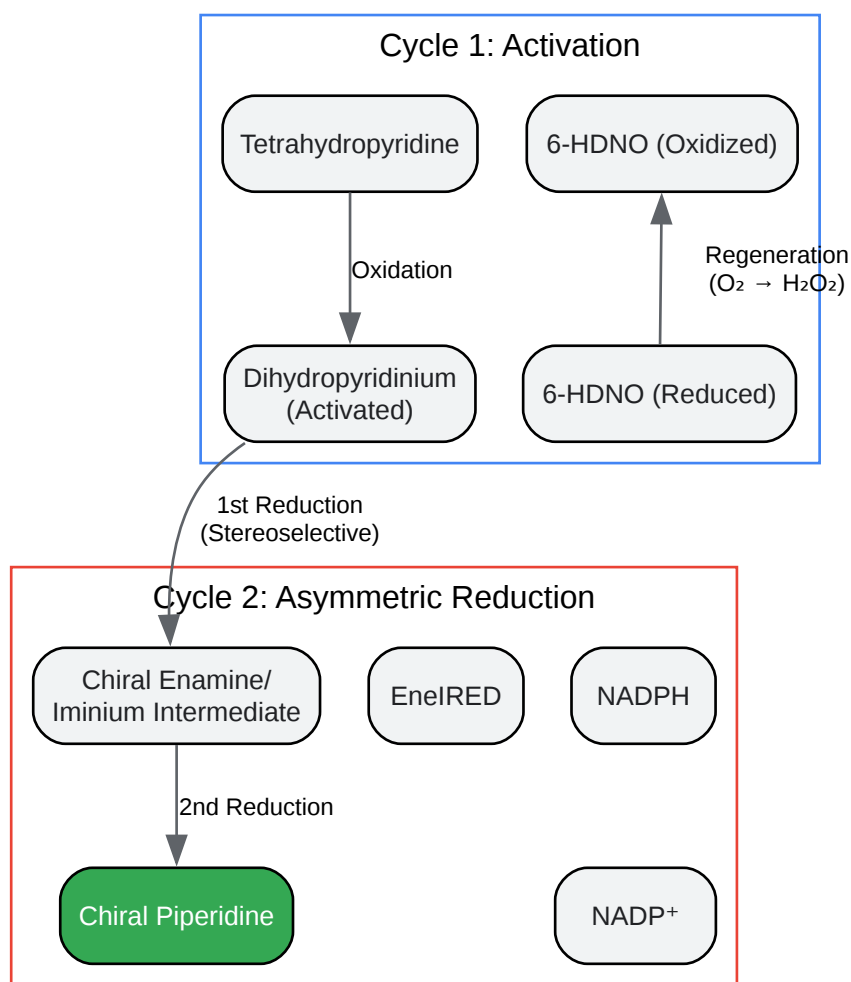 Cycle 1: Activation
Tetrahydropyridine
6-HDNO (Oxidized)
Oxidation
Regeneration
(O₂ → H₂O₂)
Dihydropyridinium
(Activated)
6-HDNO (Reduced)
1st Reduction
(Stereoselective)
Cycle 2: Asymmetric Reduction
Chiral Enamine/
Iminium Intermediate
EneIRED
NADPH
2nd Reduction
Chiral Piperidine
NADP⁺